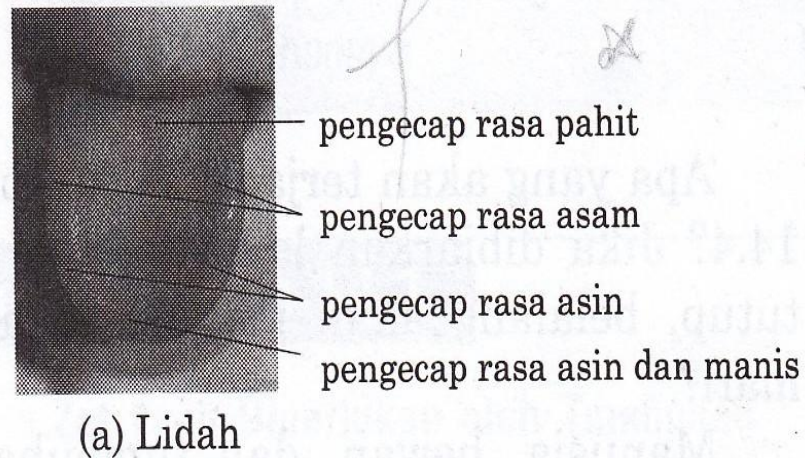 pengecap rasa pahit
pengecap rasa asam
pengecap rasa asin
pengecap rasa asin dan manis
(a) Lidah